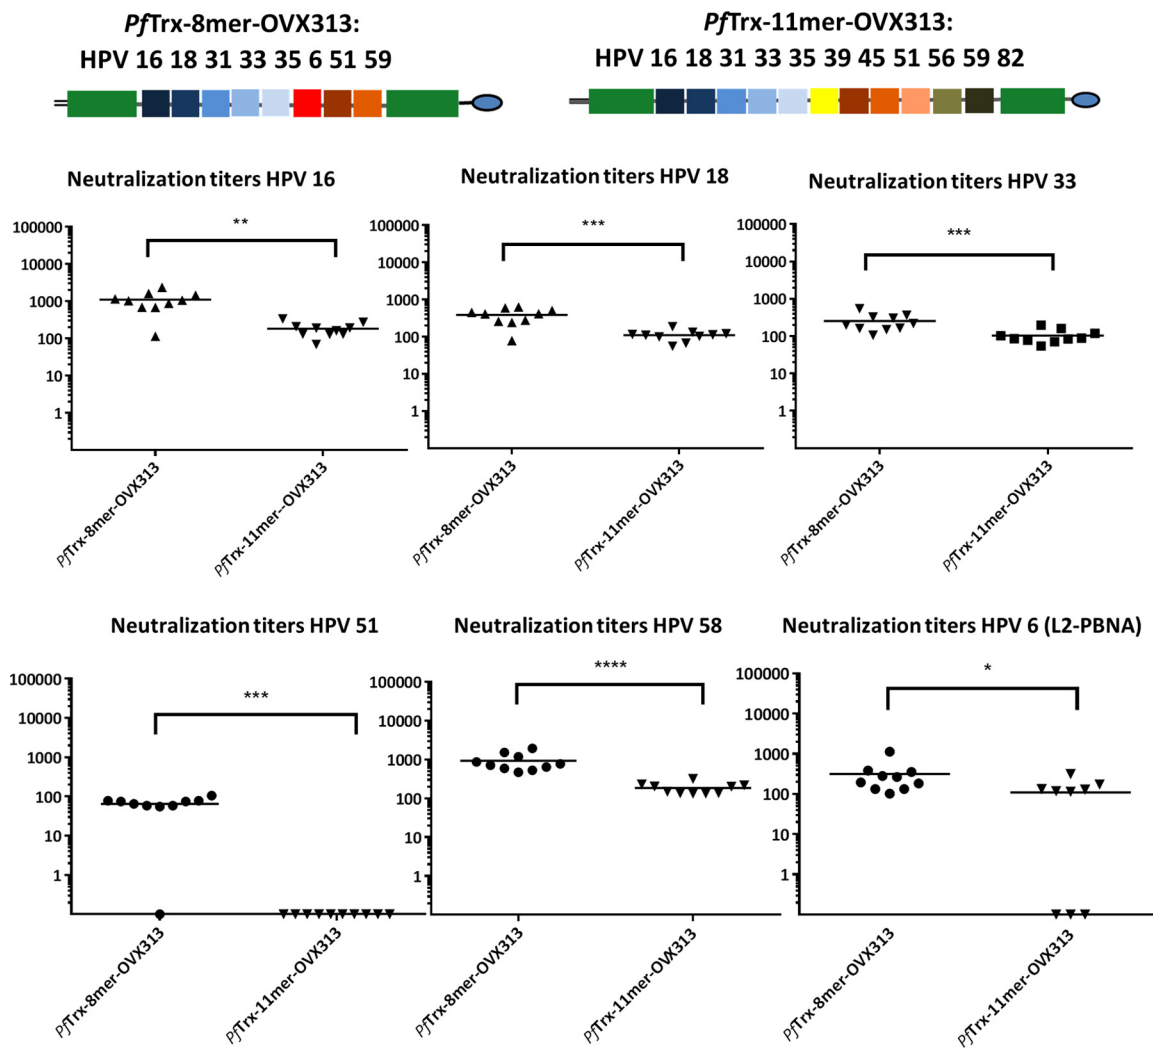 PfTrx-8mer-OVX313:
HPV 16 18 31 33 35 6 51 59
PfTrx-11mer-OVX313:
HPV 16 18 31 33 35 39 45 51 56 59 82
Neutralization titers HPV 16
100000
10000
1000
100
10
1
**
PfTrx-8mer-OVX313
PfTrx-11mer--OVX313
Neutralization titers HPV 18
100000
10000
1000
100
10
1
***
PfTrx-8mer-OVX313
PfTrx-11mer-OVX313
Neutralization titers HPV 33
100000
10000
1000
100
10
1
***
PfTrx-8mer-OVX313
PfTrx-11mer-OVX313
Neutralization titers HPV 51
100000
10000
1000
100
10
1
***
PfTrx-8mer-OVX313
PfTrx-11mer-OVX313
Neutralization titers HPV 58
100000
10000
1000
100
10
1
****
PfTrx-8mer-OVX313
PfTrx-11mer-OVX313
Neutralization titers HPV 6 (L2-PBNA)
100000
10000
1000
100
10
1
*
PfTrx-8mer-OVX313
PfTrx-11mer-OVX313